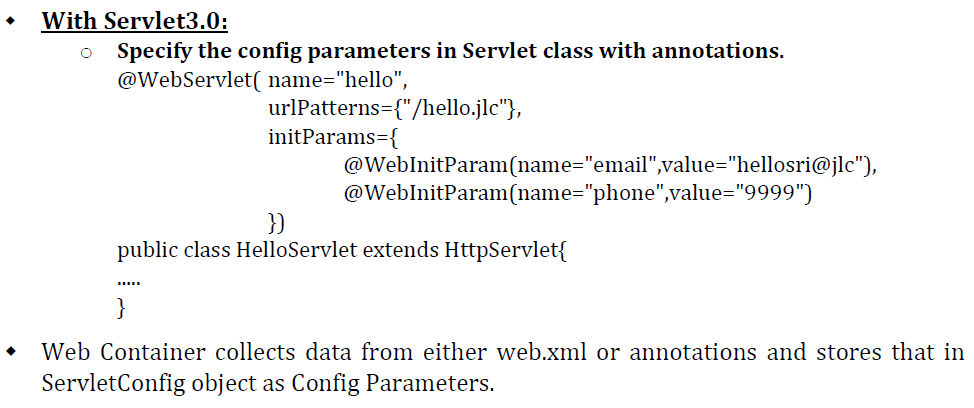 ◆ With Servlet3.0:
o Specify the config parameters in Servlet class with annotations.
@WebServlet( name="hello",
urlPatterns={"/hello.jlc"},
initParams={
@WebInitParam(name="email",value="hellosri@jlc"),
@WebInitParam(name="phone",value="9999")
})
public class HelloServlet extends HttpServlet{
.....
}
◆ Web Container collects data from either web.xml or annotations and stores that in
ServletConfig object as Config Parameters.